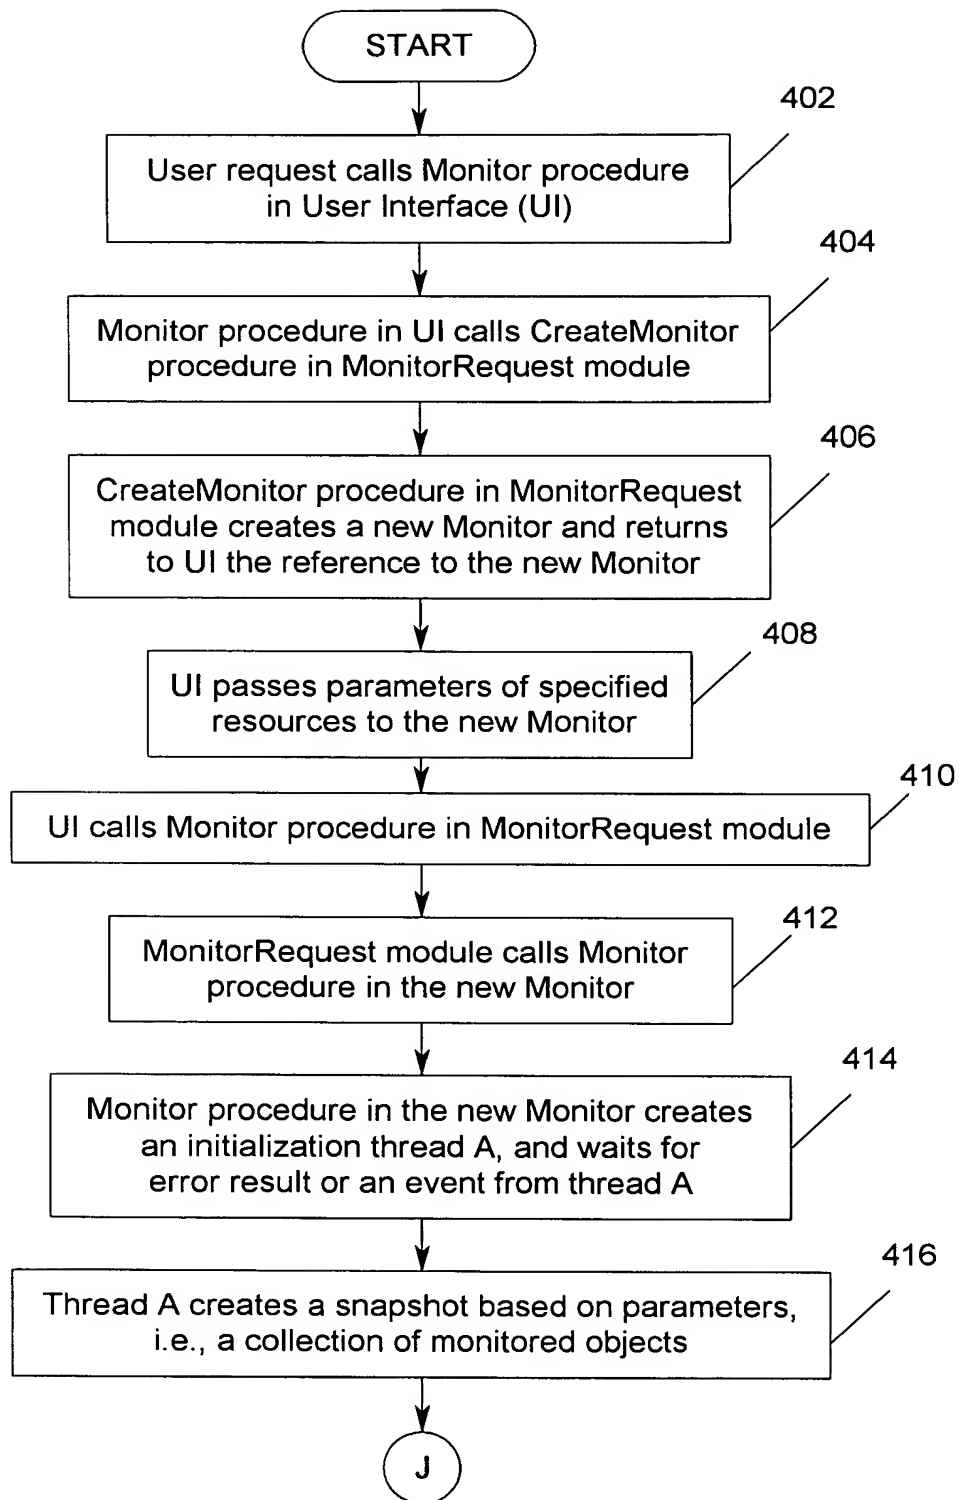 START
402
User request calls Monitor procedure
in User Interface (UI)
404
Monitor procedure in UI calls CreateMonitor
procedure in MonitorRequest module
406
CreateMonitor procedure in MonitorRequest
module creates a new Monitor and returns
to UI the reference to the new Monitor
408
UI passes parameters of specified
resources to the new Monitor
410
UI calls Monitor procedure in MonitorRequest module
412
MonitorRequest module calls Monitor
procedure in the new Monitor
414
Monitor procedure in the new Monitor creates
an initialization thread A, and waits for
error result or an event from thread A
416
Thread A creates a snapshot based on parameters,
i.e., a collection of monitored objects
J